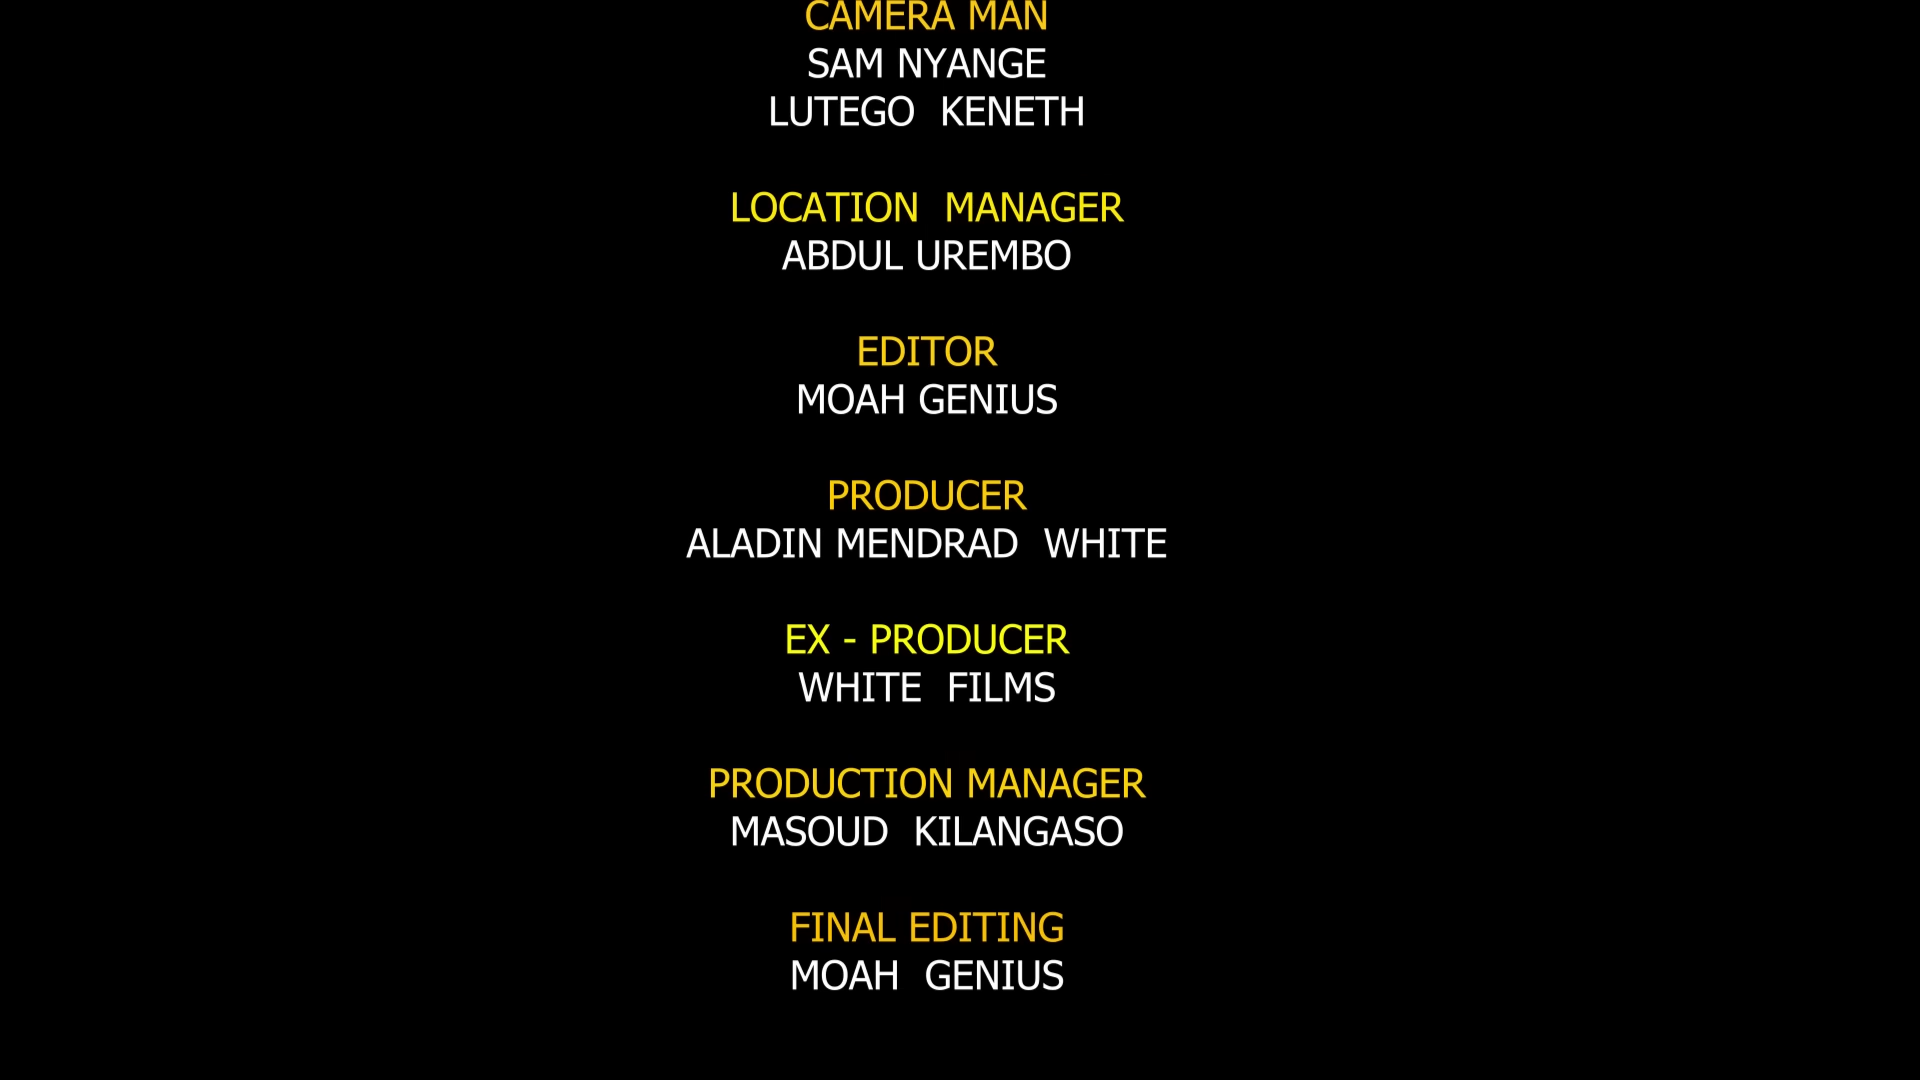 CAMERA MAN
SAM NYANGE
LUTEGO  KENETH
LOCATION  MANAGER
ABDUL UREMBO
EDITOR
MOAH GENIUS
PRODUCER
ALADIN MENDRAD  WHITE
EX - PRODUCER
WHITE  FILMS
PRODUCTION MANAGER
MASOUD  KILANGASO
FINAL EDITING
MOAH  GENIUS